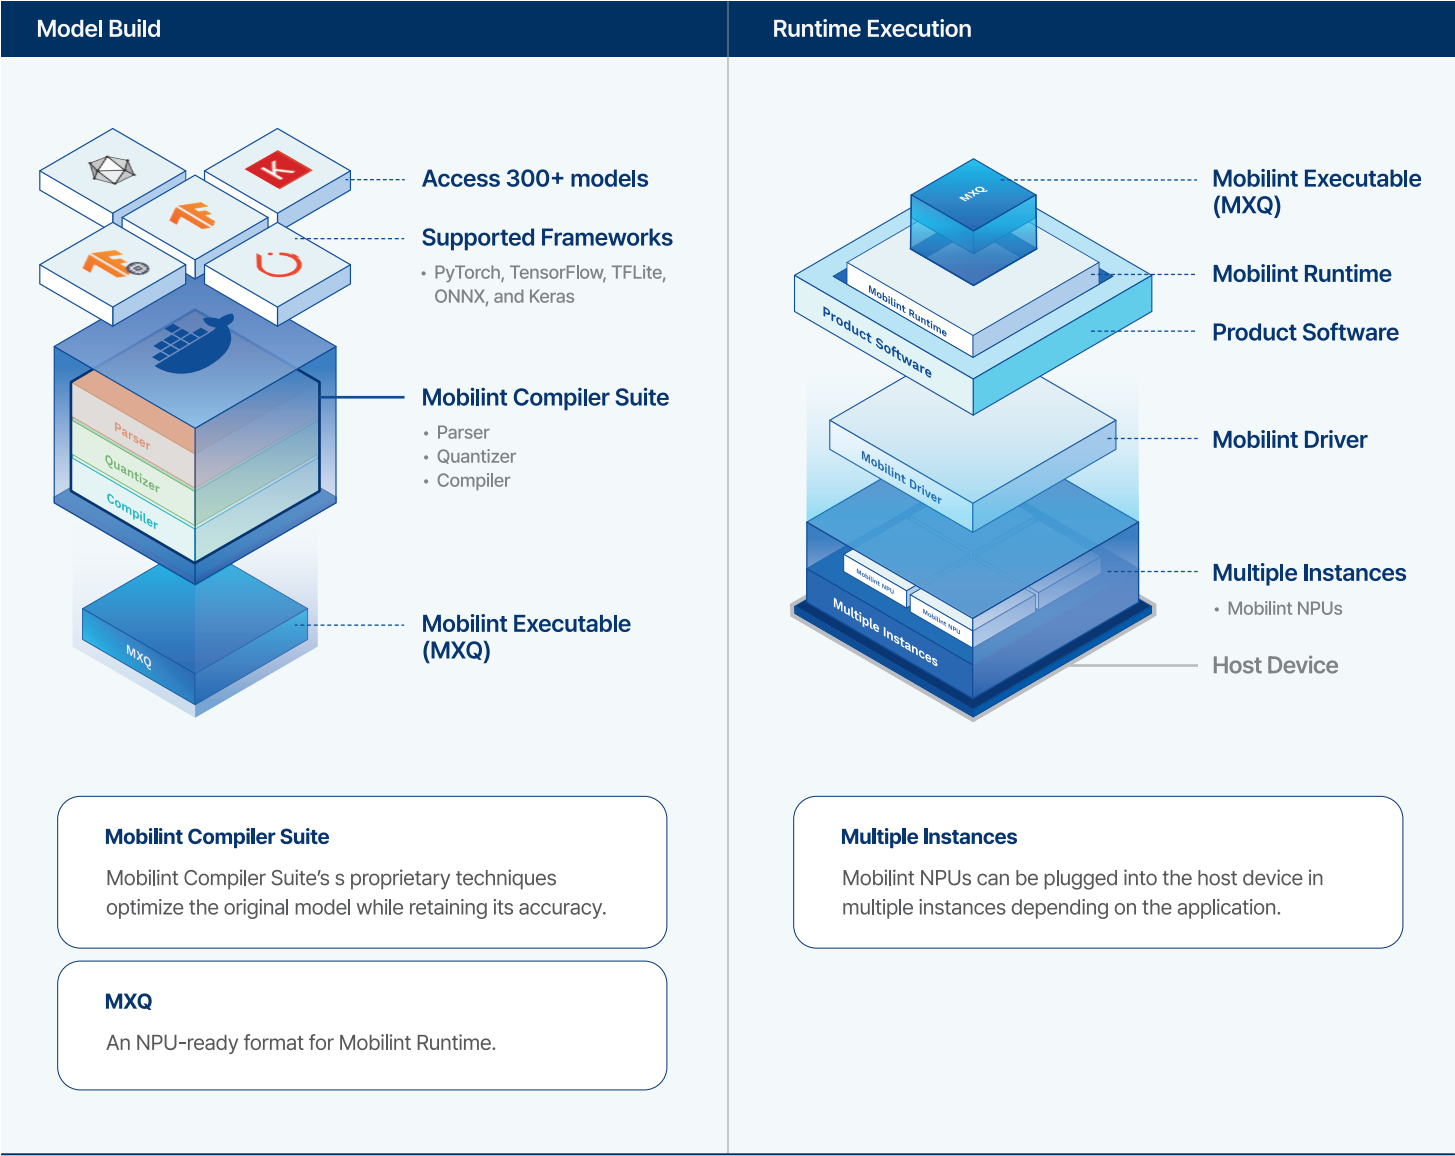 Model Build
Access 300+ models
Supported Frameworks
• PyTorch, TensorFlow, TFLite,
ONNX, and Keras
Parser
Quantizer
Compiler
Mobilint Compiler Suite
• Parser
• Quantizer
• Compiler
MXQ
Mobilint Executable
(MXQ)
Mobilint Compiler Suite
Mobilint Compiler Suite’s s proprietary techniques
optimize the original model while retaining its accuracy.
MXQ
An NPU-ready format for Mobilint Runtime.
Runtime Execution
MXQ
Mobilint Executable
(MXQ)
Mobilint Runtime
Mobilint Runtime
Product Software
Product Software
Mobilint Driver
Mobilint Driver
Mobilint NPU
Mobilint NPU
Multiple Instances
Multiple Instances
• Mobilint NPUs
Host Device
Multiple Instances
Mobilint NPUs can be plugged into the host device in
multiple instances depending on the application.